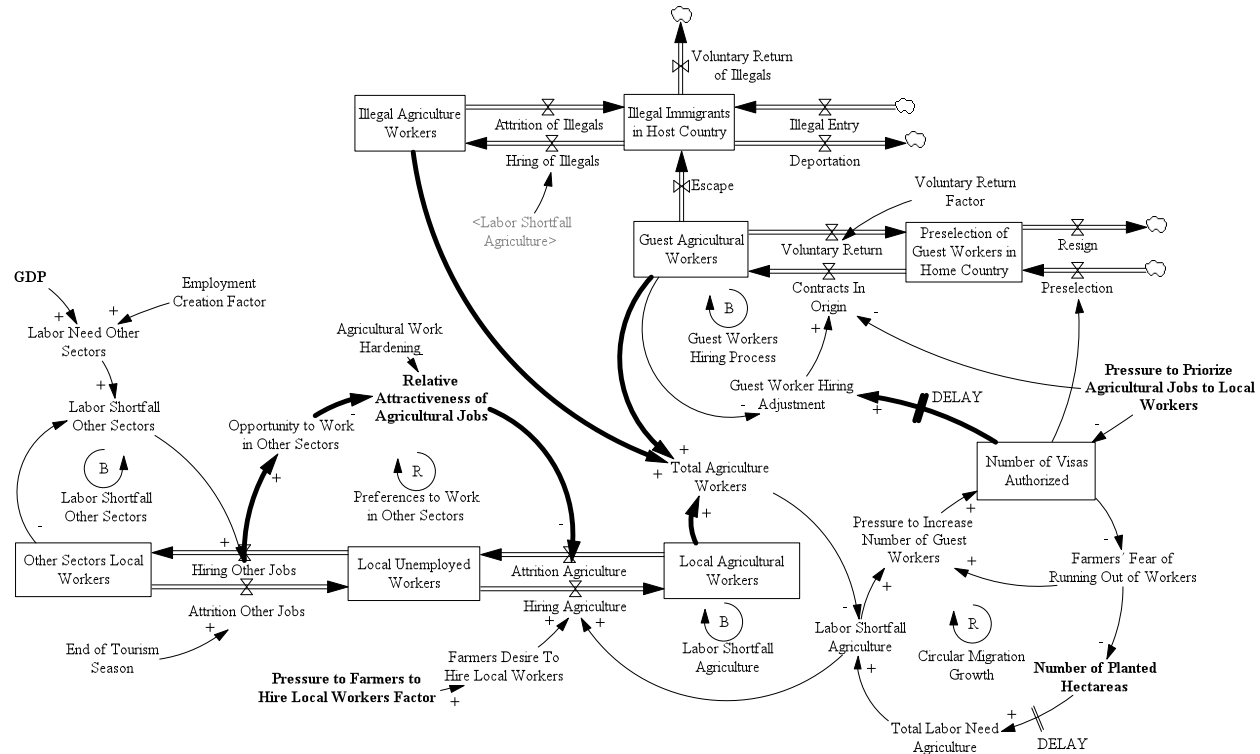 Voluntary Return
of Illegals
Illegal Agriculture
Workers
Attrition of Illegals
Hring of Illegals
Illegal Immigrants
in Host Country
Illegal Entry
Deportation
<Labor Shortfall
Agriculture>
Escape
Voluntary Return
Factor
Guest Agricultural
Workers
Voluntary Return
Preselection of
Guest Workers in
Home Country
Resign
Contracts In
Origin
Preselection
GDP
Employment
Creation Factor
+
+
Labor Need Other
Sectors
+
Labor Shortfall
Other Sectors
B
Labor Shortfall
Other Sectors
-
Agricultural Work
Hardening
-
Relative
Attractiveness of
Agricultural Jobs
-
Opportunity to Work
in Other Sectors
+
R
Preferences to Work
in Other Sectors
-
B
Guest Workers
Hiring Process
+
-
Guest Worker Hiring
Adjustment
-
+
DELAY
Pressure to Priorize
Agricultural Jobs to Local
Workers
-
Number of Visas
Authorized
+
+
Total Agriculture
Workers
+
Pressure to Increase
Number of Guest
Workers
+
+
+
-
Farmers' Fear of
Running Out of Workers
Other Sectors Local
Workers
+
Hiring Other Jobs
Attrition Other Jobs
+
End of Tourism
Season
Local Unemployed
Workers
Attrition Agriculture
Hiring Agriculture
+
+
Local Agricultural
Workers
B
Labor Shortfall
Agriculture
Farmers Desire To
Hire Local Workers
Pressure to Farmers to
Hire Local Workers Factor
+
-
Labor Shortfall
Agriculture
+
R
Circular Migration
Growth
-
Number of Planted
Hectareas
+
Total Labor Need
Agriculture
DELAY